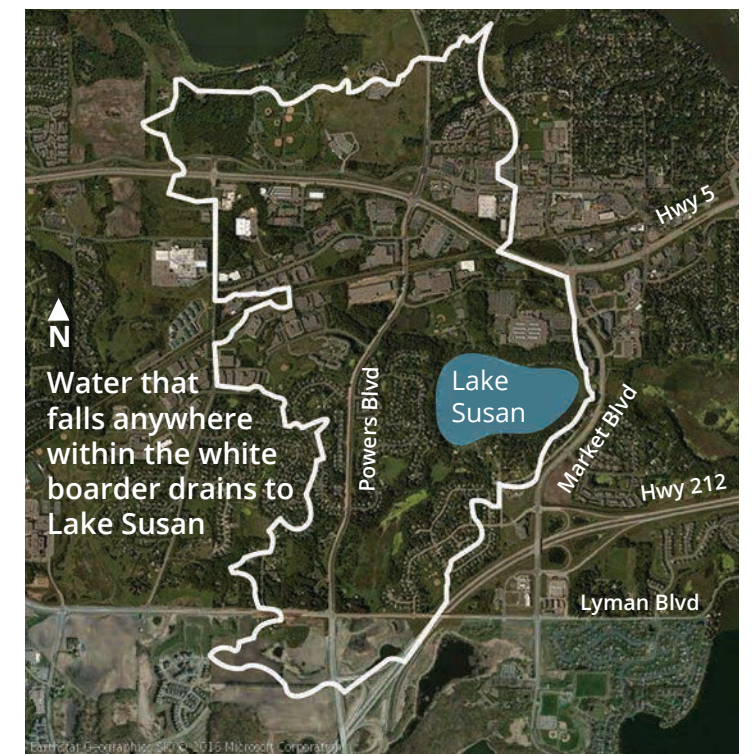 Hwy 5
N
Water that
falls anywhere
within the white
boarder drains to
Lake Susan
Powers Blvd
Lake
Susan
Market Blvd
Hwy 212
Lyman Blvd
Earthstar Geographics SIO © 2016 Microsoft Corporation